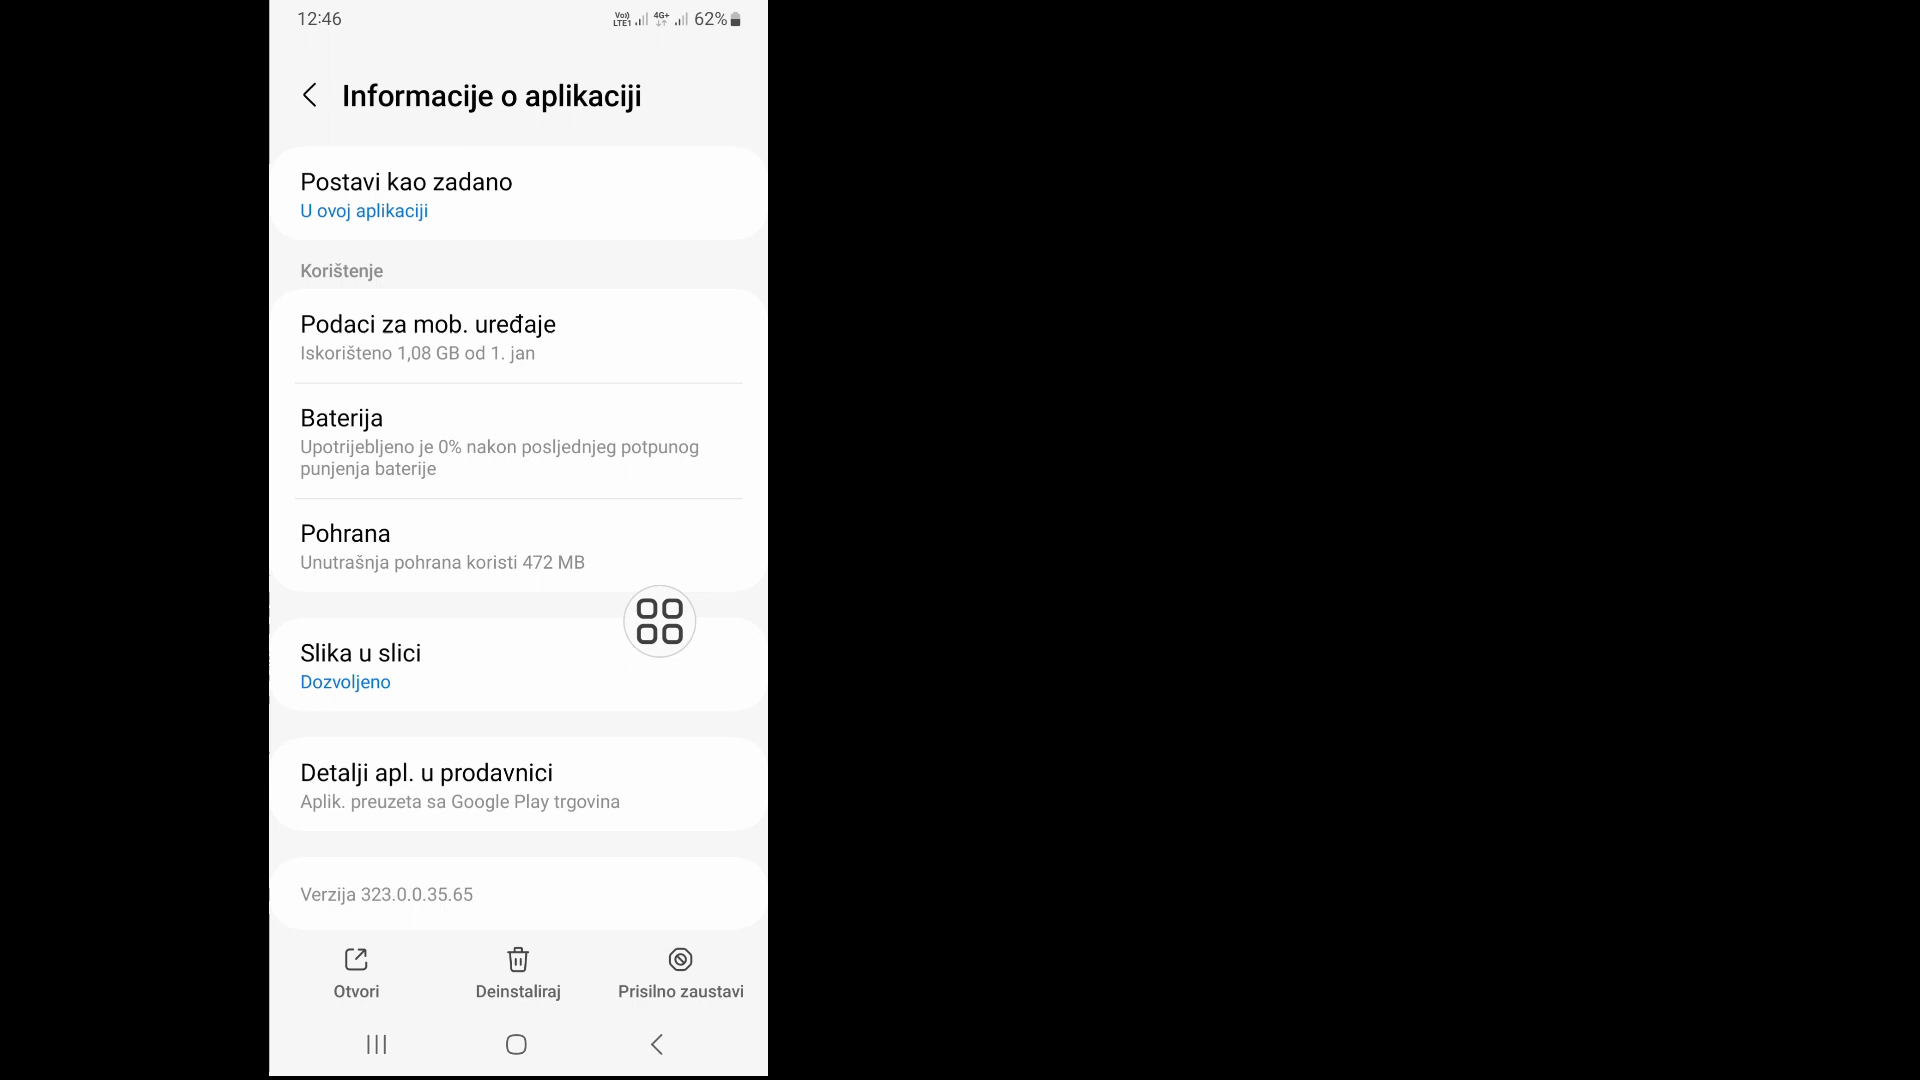 12:46
Vo)) LTE1 4G+ 62%
Informacije o aplikaciji
Postavi kao zadano
U ovoj aplikaciji
Korištenje
Podaci za mob. uređaje
Iskorišteno 1,08 GB od 1. jan
Baterija
Upotrijebljeno je 0% nakon posljednjeg potpunog
punjenja baterije
Pohrana
Unutrašnja pohrana koristi 472 MB
Slika u slici
Dozvoljeno
Detalji apl. u prodavnici
Aplik. preuzeta sa Google Play trgovina
Verzija 323.0.0.35.65
Otvori Deinstaliraj Prisilno zaustavi